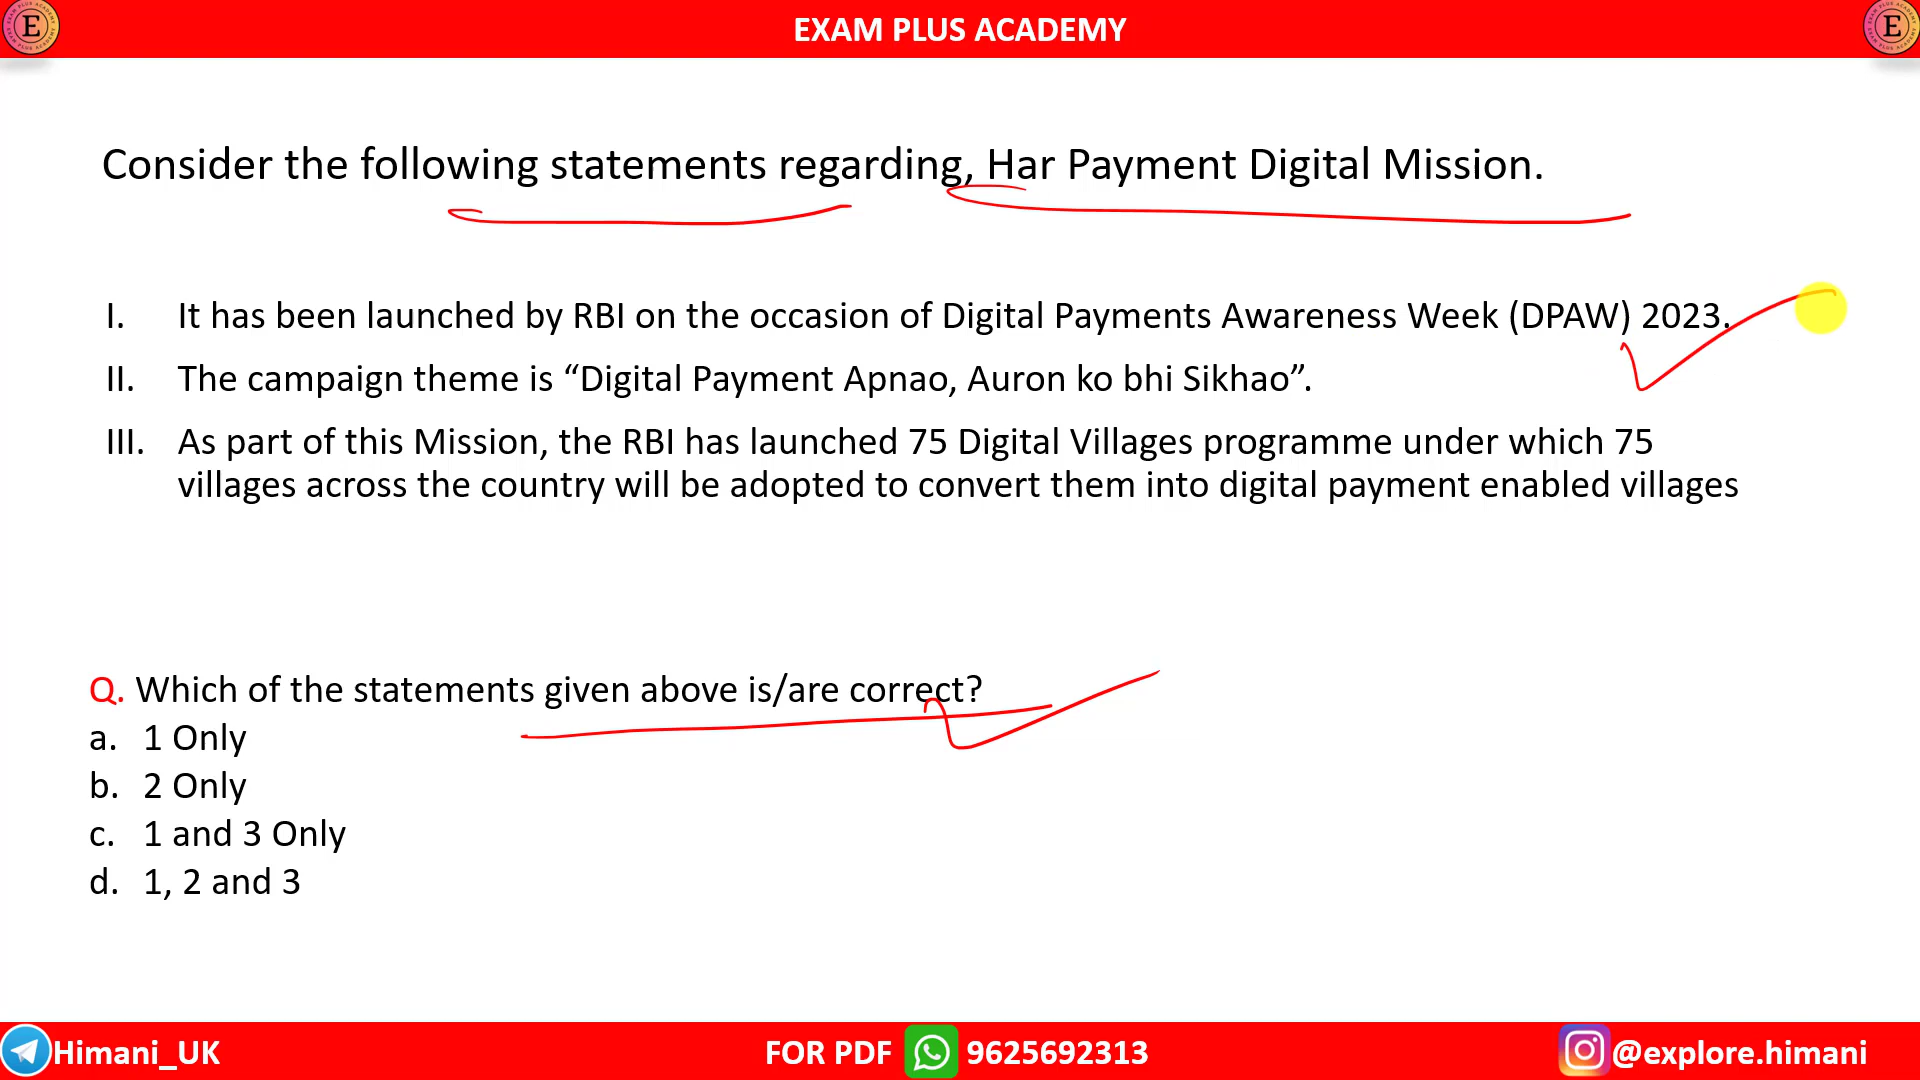 EXAM PLUS ACADEMY
E
E
Consider the following statements regarding, Har Payment Digital Mission.
I. It has been launched by RBI on the occasion of Digital Payments Awareness Week (DPAW) 2023.
II. The campaign theme is “Digital Payment Apnao, Auron ko bhi Sikhao”.
III. As part of this Mission, the RBI has launched 75 Digital Villages programme under which 75
villages across the country will be adopted to convert them into digital payment enabled villages
Q. Which of the statements given above is/are correct?
a. 1 Only
b. 2 Only
c. 1 and 3 Only
d. 1, 2 and 3
Himani_UK
FOR PDF 9625692313
@explore.himani